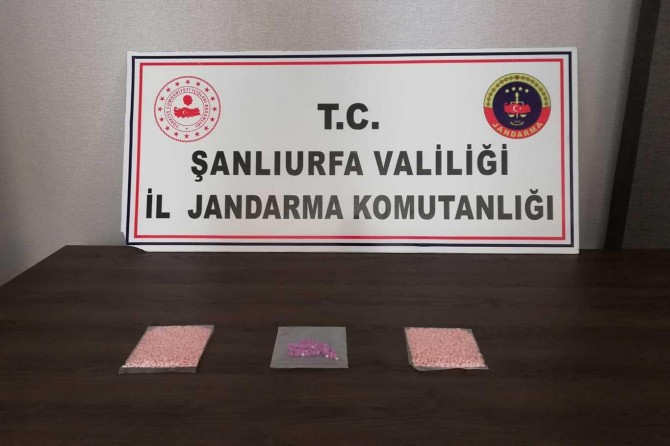 T.C.
ŞANLIURFA VALİLİĞİ
İL JANDARMA KOMUTANLIĞI
JANDARMA